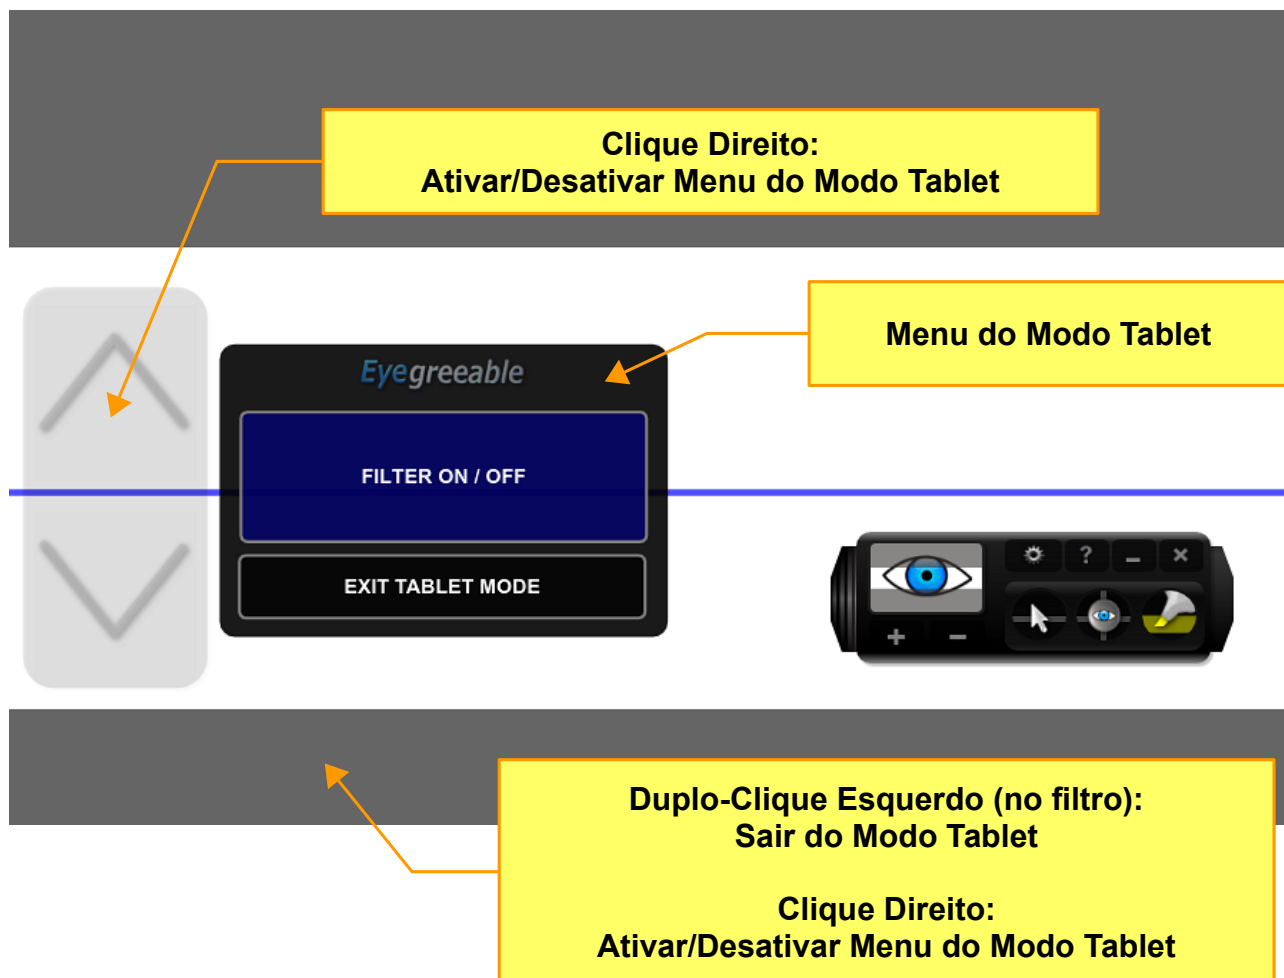 Clique Direito:
Ativar/Desativar Menu do Modo Tablet
Menu do Modo Tablet
Eyegreeable
FILTER ON / OFF
EXIT TABLET MODE
?
Duplo-Clique Esquerdo (no filtro):
Sair do Modo Tablet
Clique Direito:
Ativar/Desativar Menu do Modo Tablet